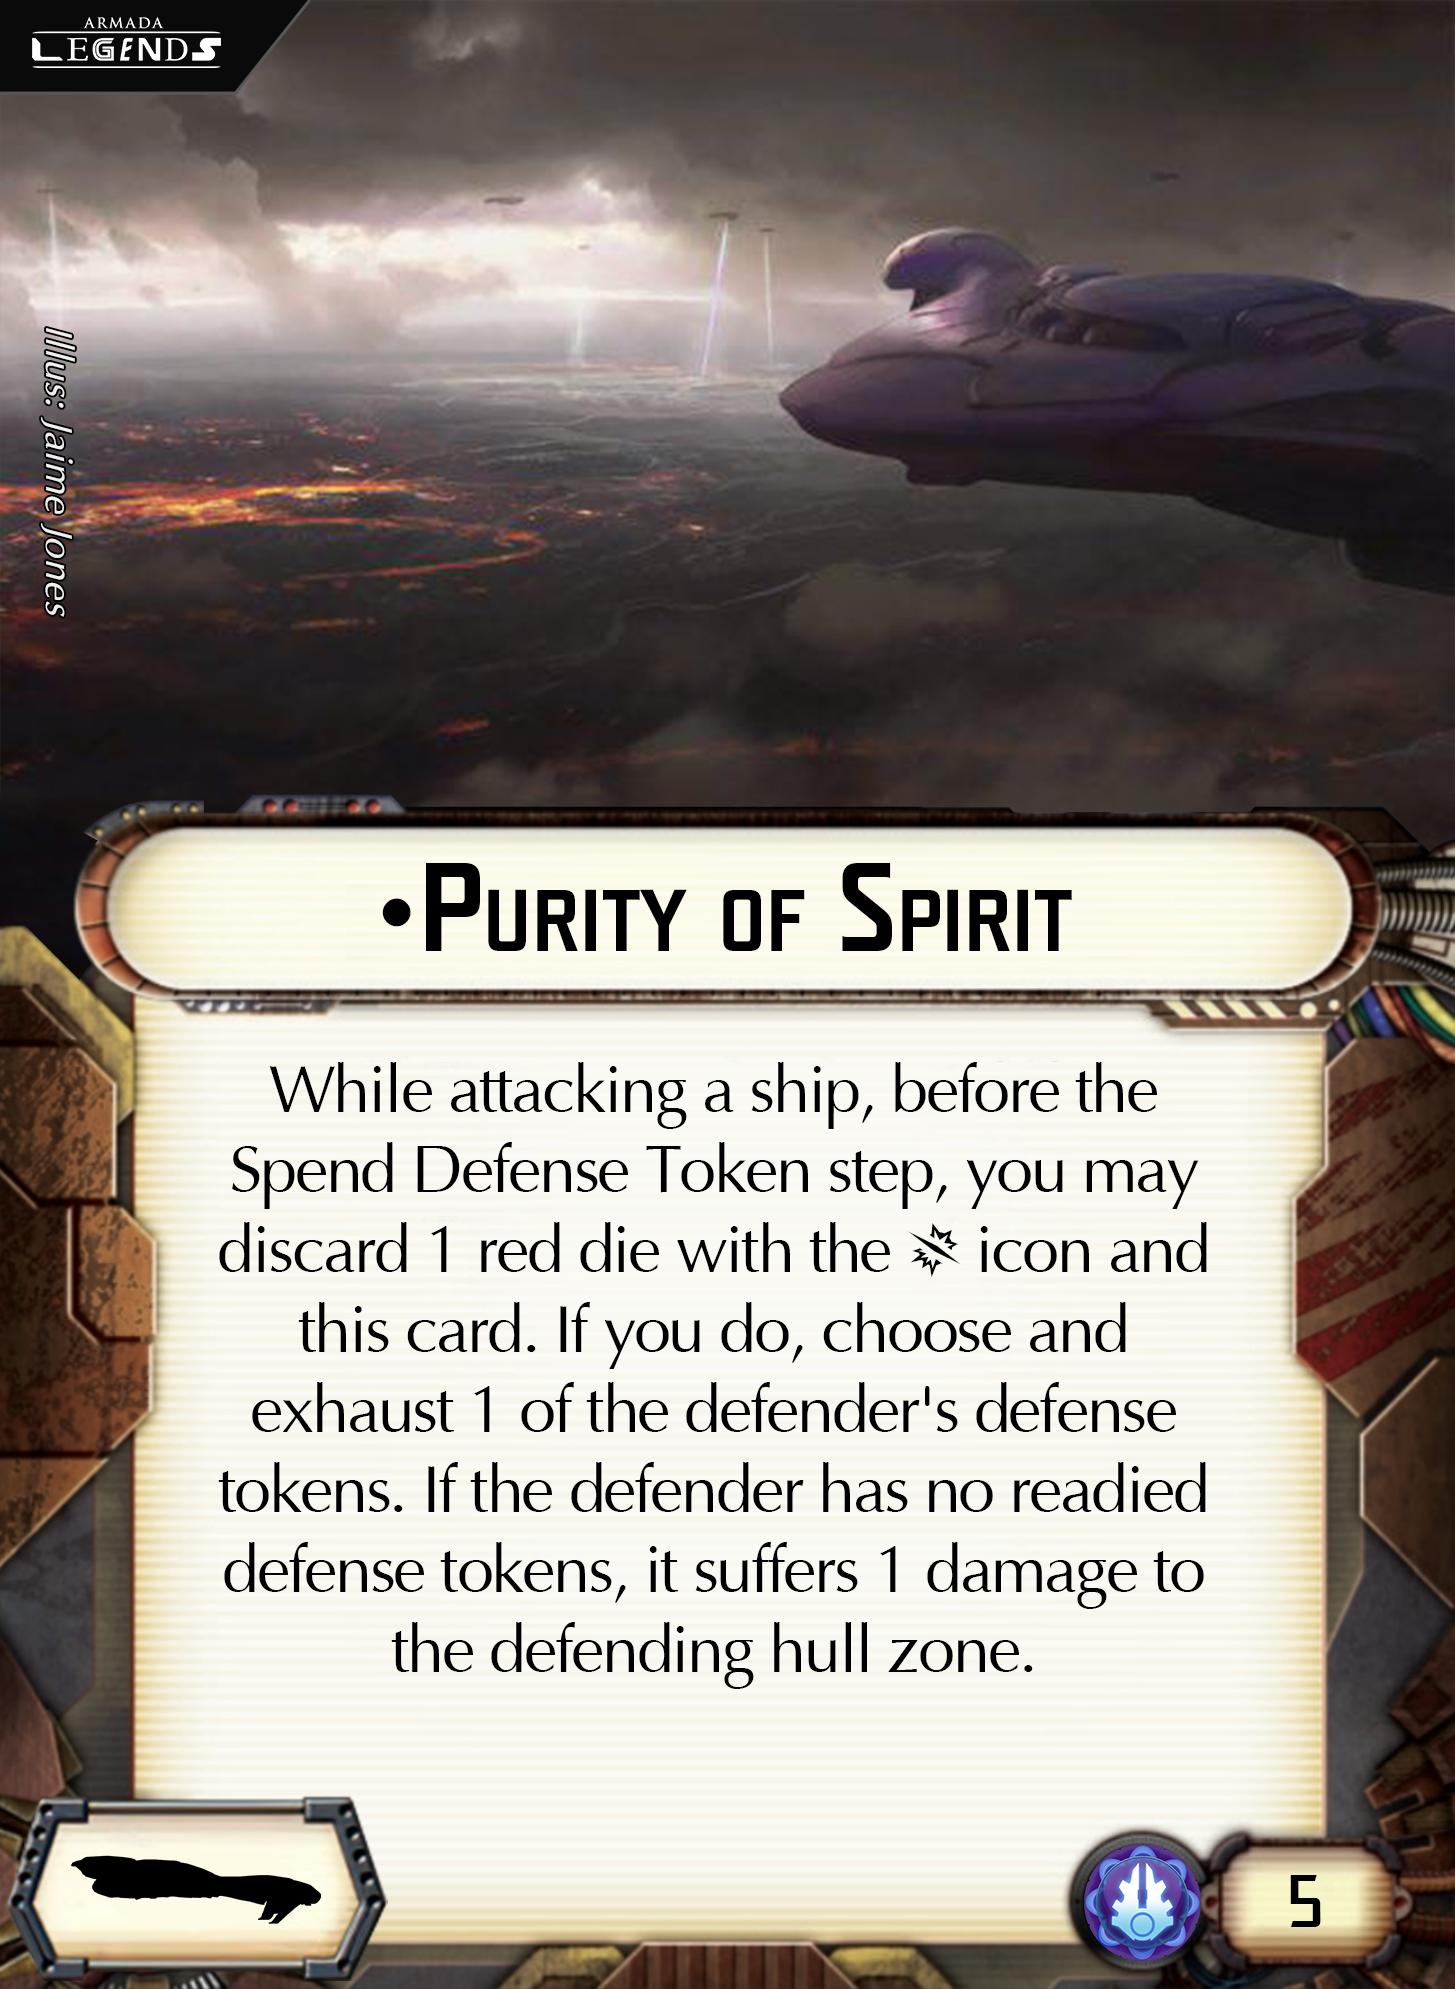 ARMADA
LEGENDS
Illus: Jaime Jones
•Purity of Spirit
While attacking a ship, before the
Spend Defense Token step, you may
discard 1 red die with the icon and
this card. If you do, choose and
exhaust 1 of the defender's defense
tokens. If the defender has no readied
defense tokens, it suffers 1 damage to
the defending hull zone.
5